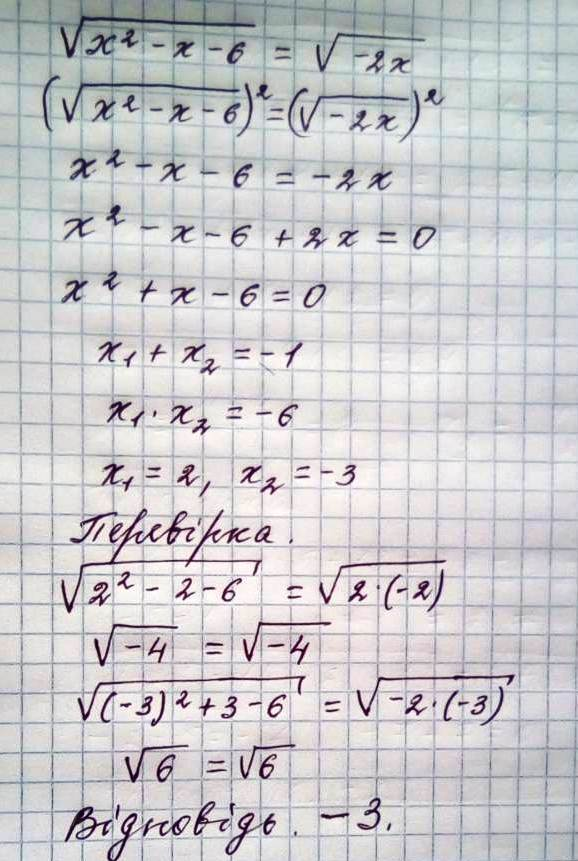 √(x² - x - 6) = √(-2x)
(√(x² - x - 6))² = (√(-2x))²
x² - x - 6 = -2x
x² - x - 6 + 2x = 0
x² + x - 6 = 0
x₁ + x₂ = -1
x₁ · x₂ = -6
x₁ = 2, x₂ = -3
Перевірка.
√(2² - 2 - 6) = √(2·(-2))
√(-4) = √(-4)
√((-3)² + 3 - 6) = √(-2·(-3))
√6 = √6
Відповідь. -3.